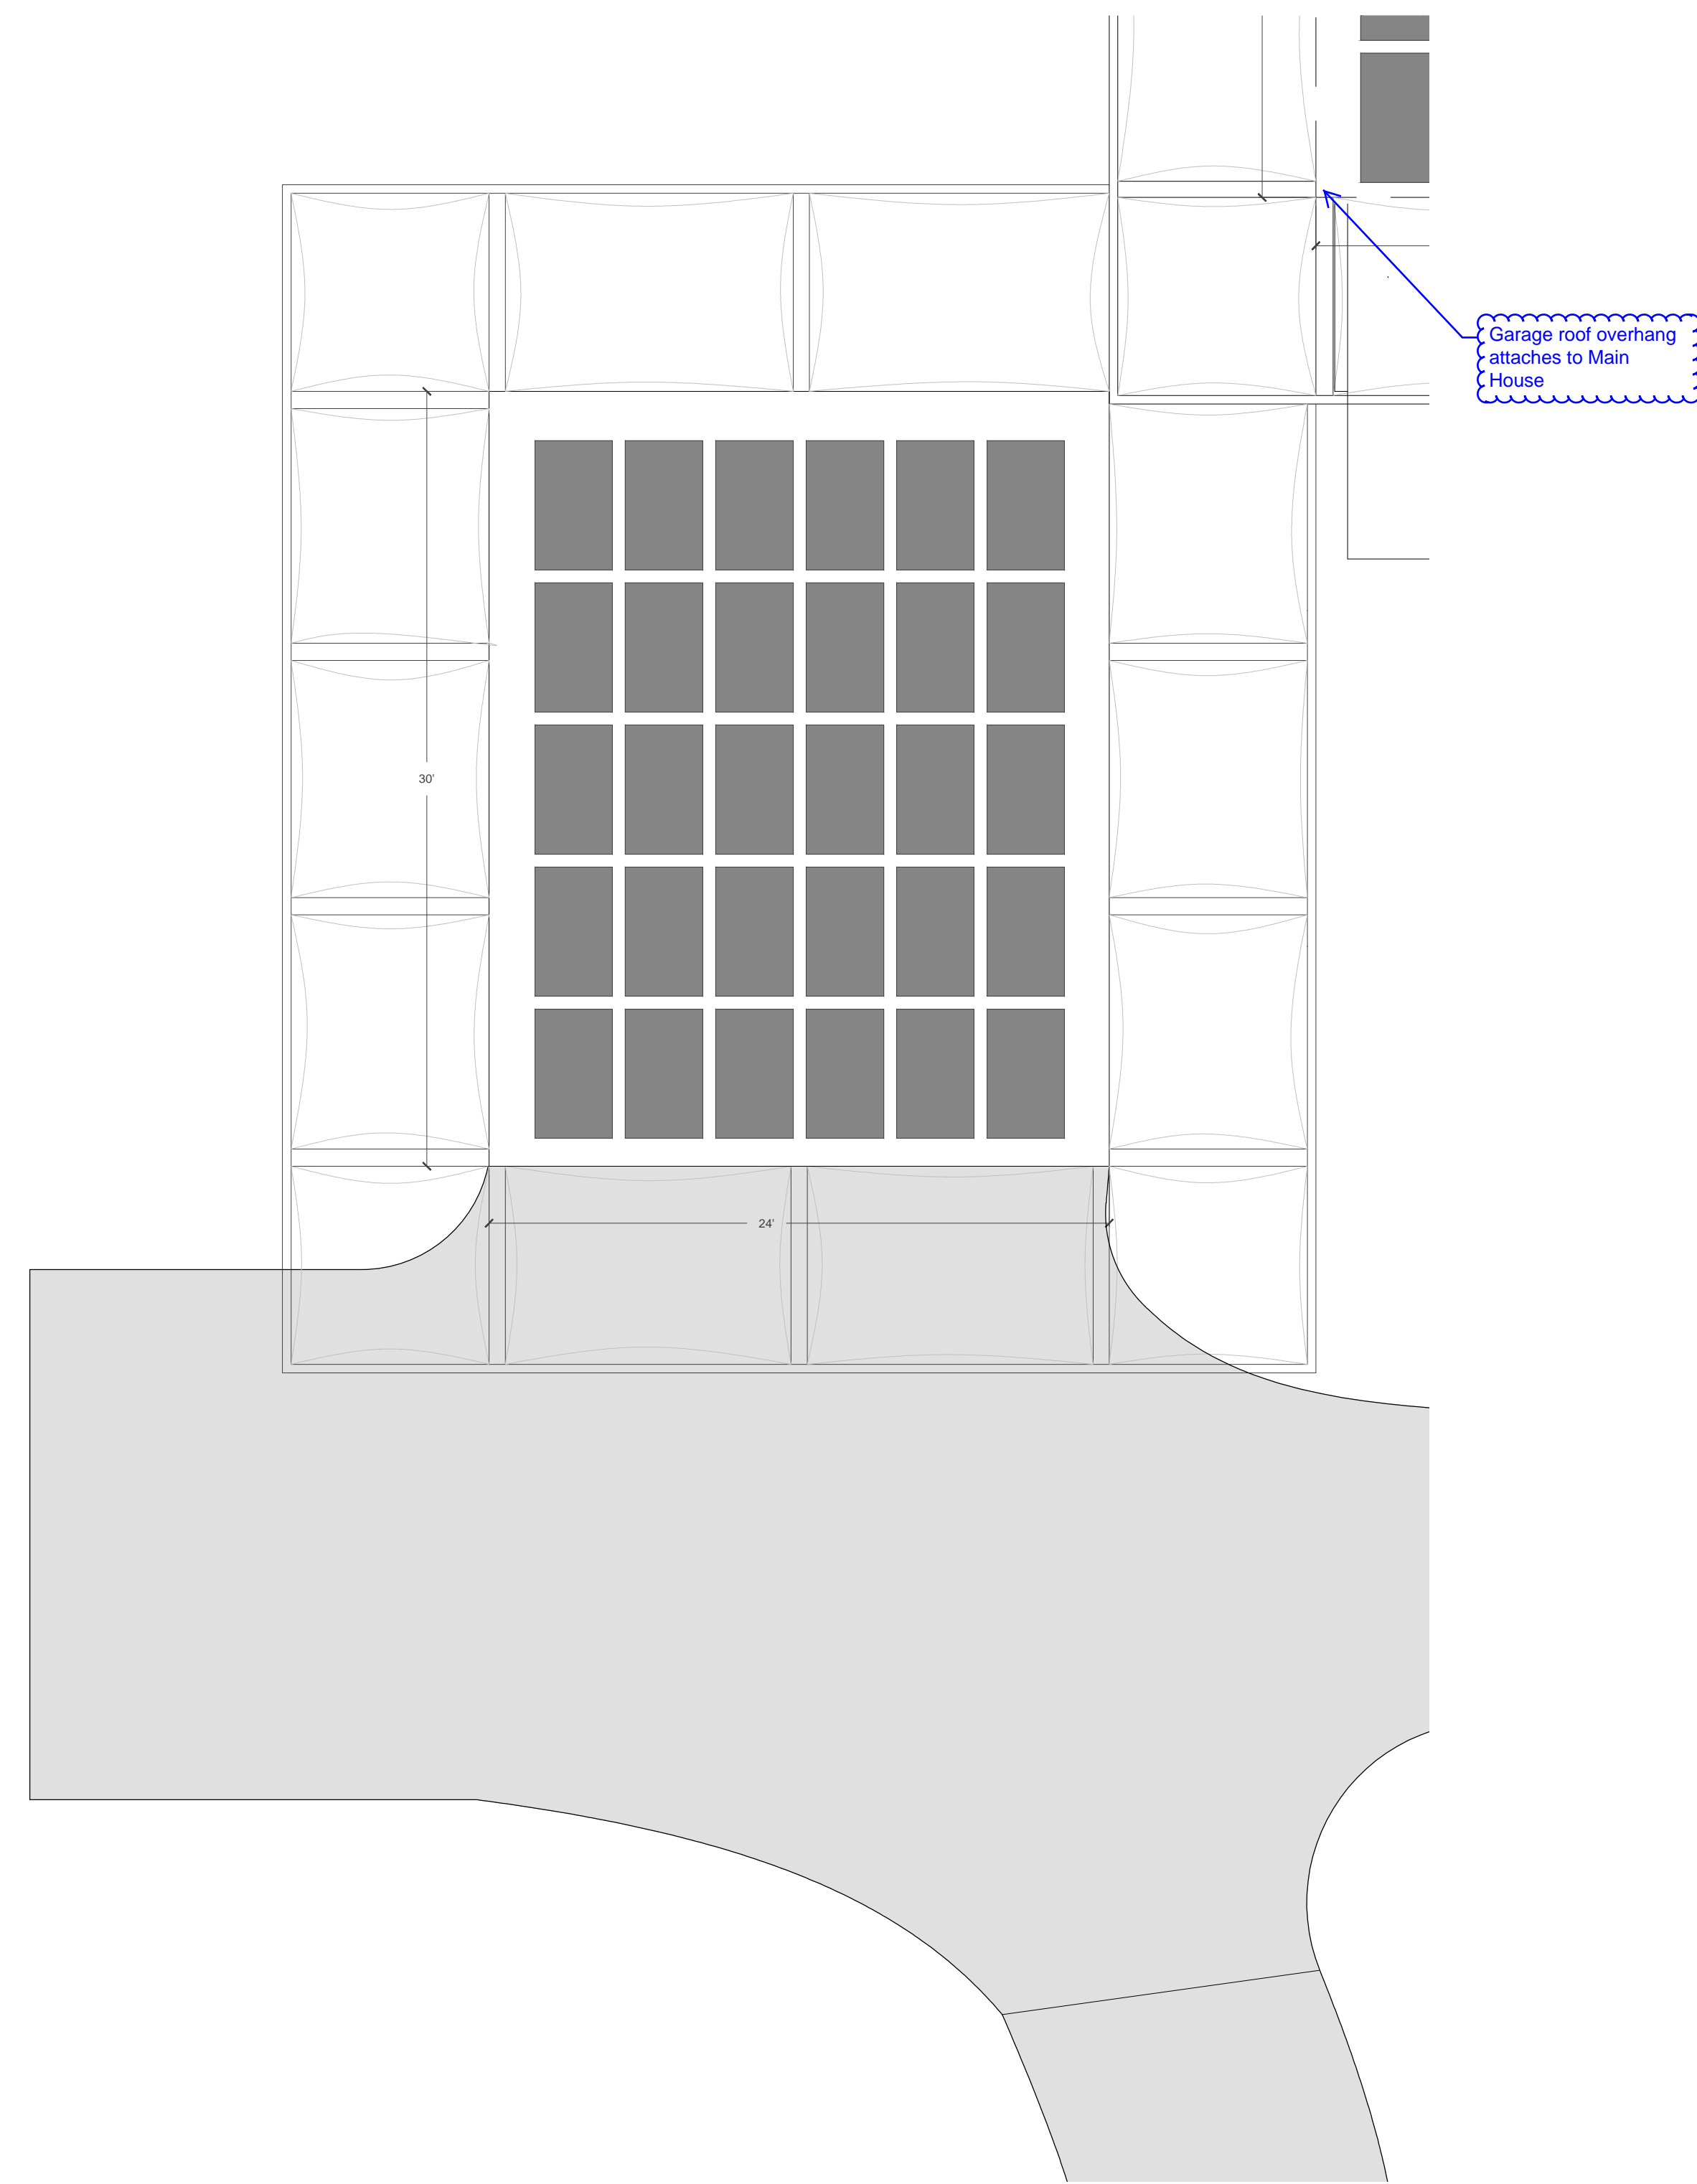 Garage roof overhang
attaches to Main
House
30'
24'